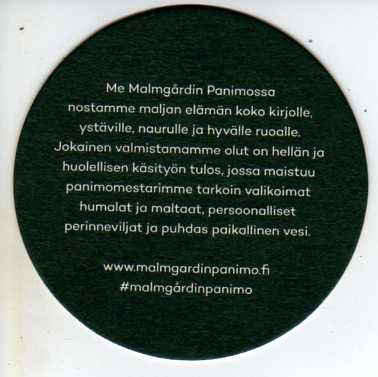 Me Malmgårdin Panimossa
nostamme maljan elämän koko kirjolle,
ystäville, naurulle ja hyvälle ruoalle.
Jokainen valmistamamme olut on hellän ja
huolellisen käsityön tulos, jossa maistuu
panimomestarimme tarkoin valikoimat
humalat ja maltaat, persoonalliset
perinneviljat ja puhdas paikallinen vesi.
www.malmgardinpanimo.fi
#malmgårdinpanimo